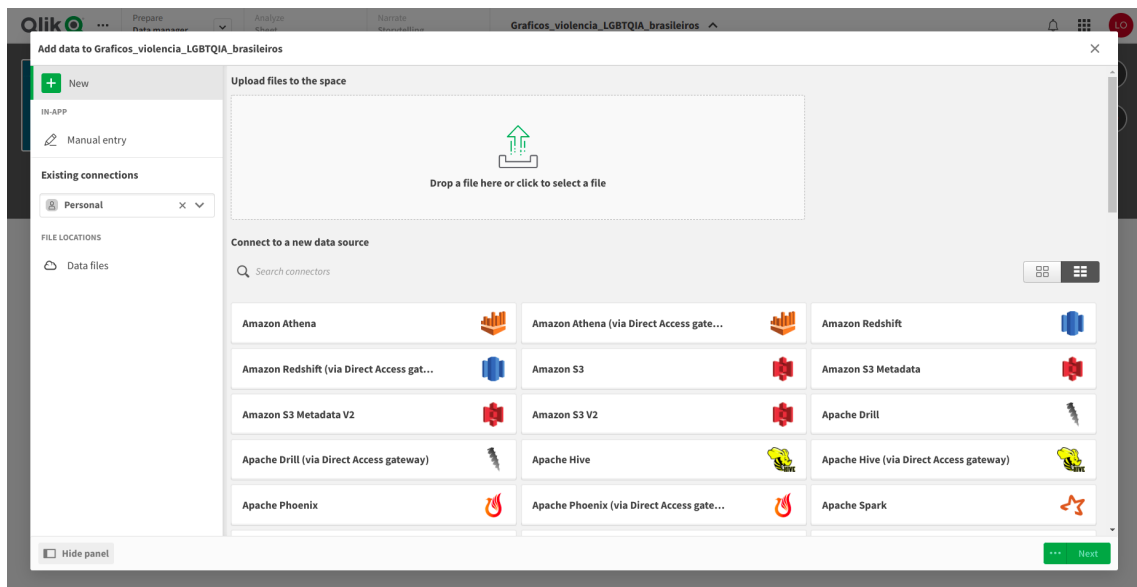 Qlik
Prepare
Data manager
Analyze
Sheet
Narrate
Storytelling
Graficos_violencia_LGBTQIA_brasileiros
LO
Add data to Graficos_violencia_LGBTQIA_brasileiros
New
Upload files to the space
IN-APP
Manual entry
Drop a file here or click to select a file
Existing connections
Personal
FILE LOCATIONS
Connect to a new data source
Data files
Search connectors
Amazon Athena
Amazon Athena (via Direct Access gate...
Amazon Redshift
Amazon Redshift (via Direct Access gat...
Amazon S3
Amazon S3 Metadata
Amazon S3 Metadata V2
Amazon S3 V2
Apache Drill
Apache Drill (via Direct Access gateway)
Apache Hive
HIVE
Apache Hive (via Direct Access gateway)
HIVE
Apache Phoenix
Apache Phoenix (via Direct Access gate...
Apache Spark
Hide panel
Next